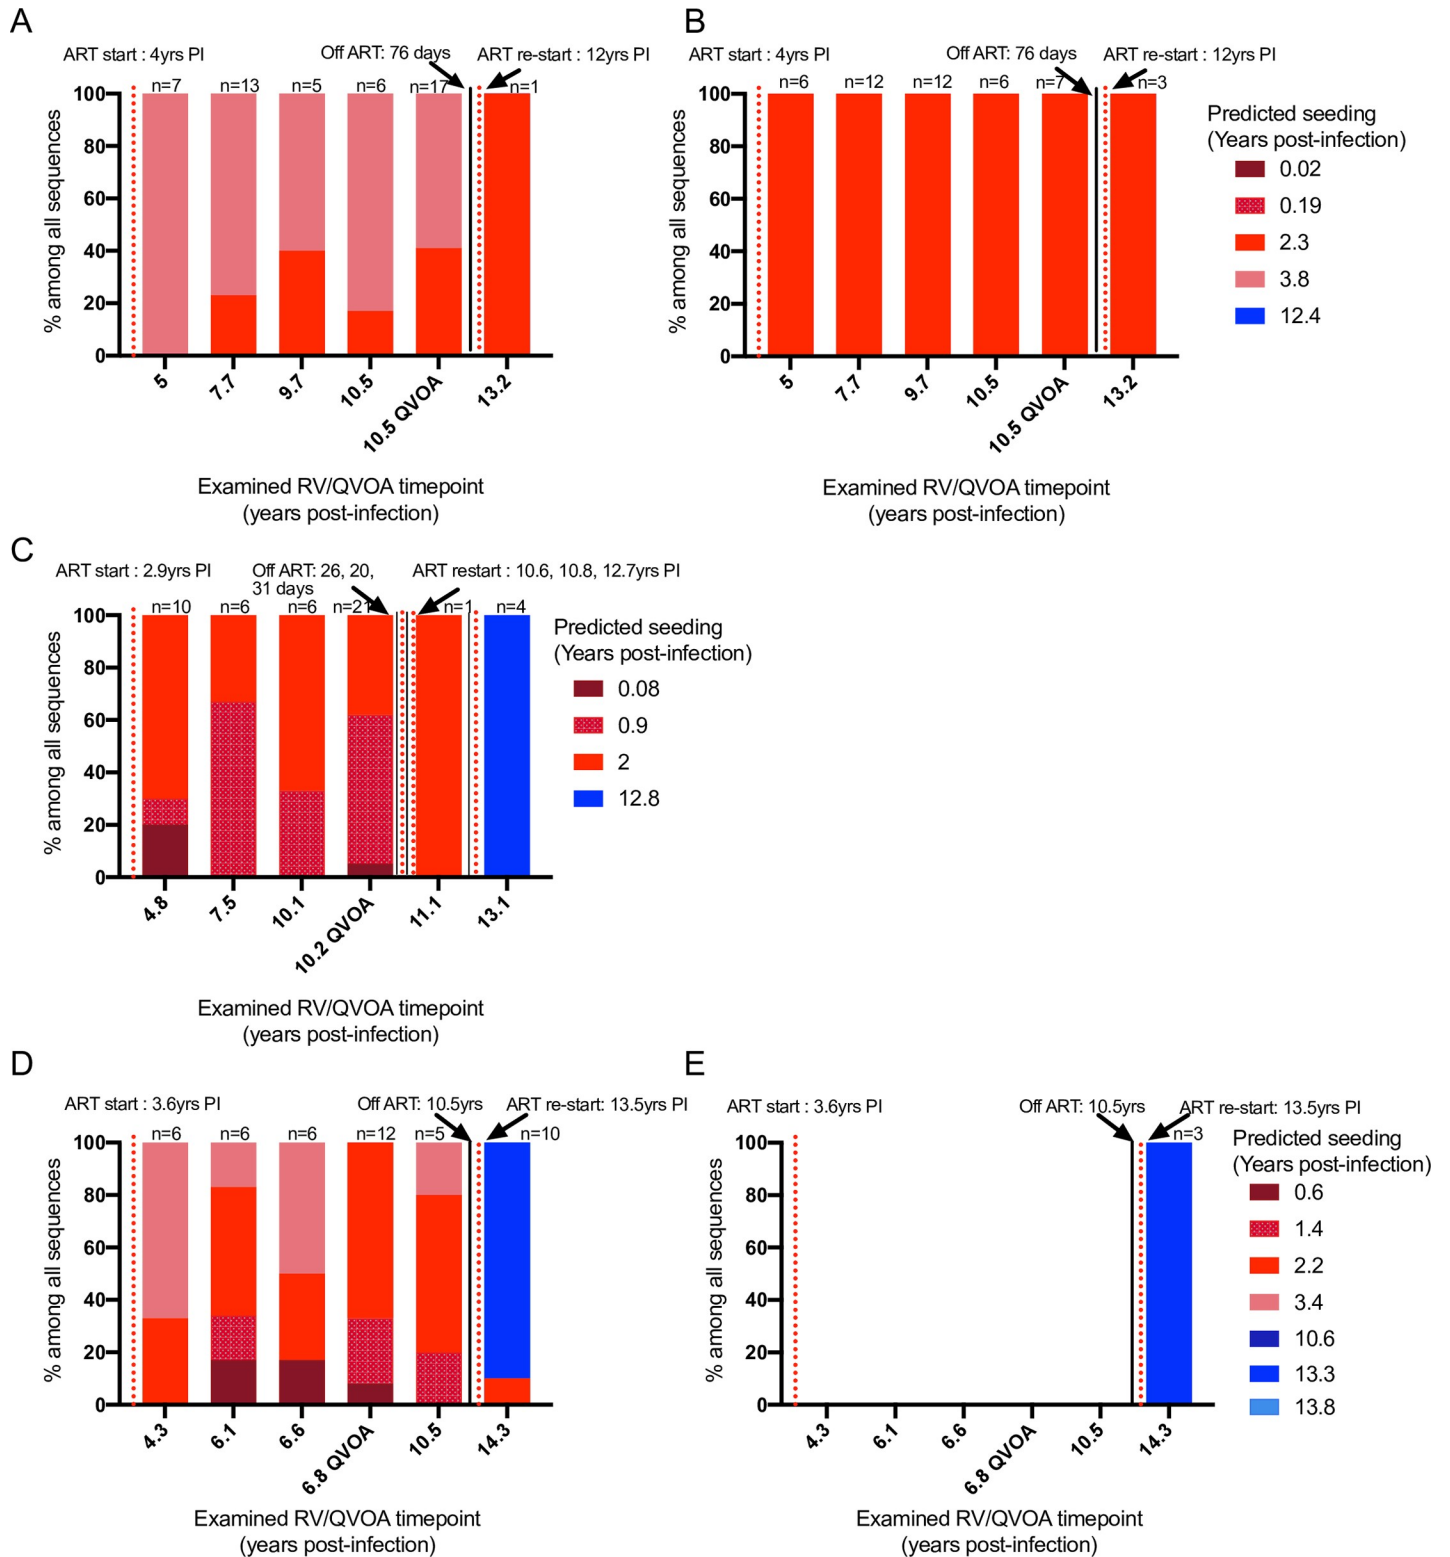 A
ART start : 4yrs PI
Off ART: 76 days
ART re-start : 12yrs PI
n=7
n=13
n=5
n=6
n=17
n=1
% among all sequences
100
80
60
40
20
0
5
7.7
9.7
10.5
10.5 QVOA
13.2
Examined RV/QVOA timepoint
(years post-infection)
B
ART start : 4yrs PI
Off ART: 76 days
ART re-start : 12yrs PI
n=6
n=12
n=12
n=6
n=7
n=3
% among all sequences
100
80
60
40
20
0
5
7.7
9.7
10.5
10.5 QVOA
13.2
Examined RV/QVOA timepoint
(years post-infection)
Predicted seeding
(Years post-infection)
0.02
0.19
2.3
3.8
12.4
C
ART start : 2.9yrs PI
Off ART: 26, 20,
31 days
ART restart : 10.6, 10.8, 12.7yrs PI
n=10
n=6
n=6
n=21
n=1
n=4
% among all sequences
100
80
60
40
20
0
4.8
7.5
10.1
10.2 QVOA
11.1
13.1
Examined RV/QVOA timepoint
(years post-infection)
Predicted seeding
(Years post-infection)
0.08
0.9
2
12.8
D
ART start : 3.6yrs PI
Off ART: 10.5yrs
ART re-start: 13.5yrs PI
n=6
n=6
n=6
n=12
n=5
n=10
% among all sequences
100
80
60
40
20
0
4.3
6.1
6.6
6.8 QVOA
10.5
14.3
Examined RV/QVOA timepoint
(years post-infection)
E
ART start : 3.6yrs PI
Off ART: 10.5yrs
ART re-start: 13.5yrs PI
n=3
% among all sequences
100
80
60
40
20
0
4.3
6.1
6.6
6.8 QVOA
10.5
14.3
Examined RV/QVOA timepoint
(years post-infection)
Predicted seeding
(Years post-infection)
0.6
1.4
2.2
3.4
10.6
13.3
13.8